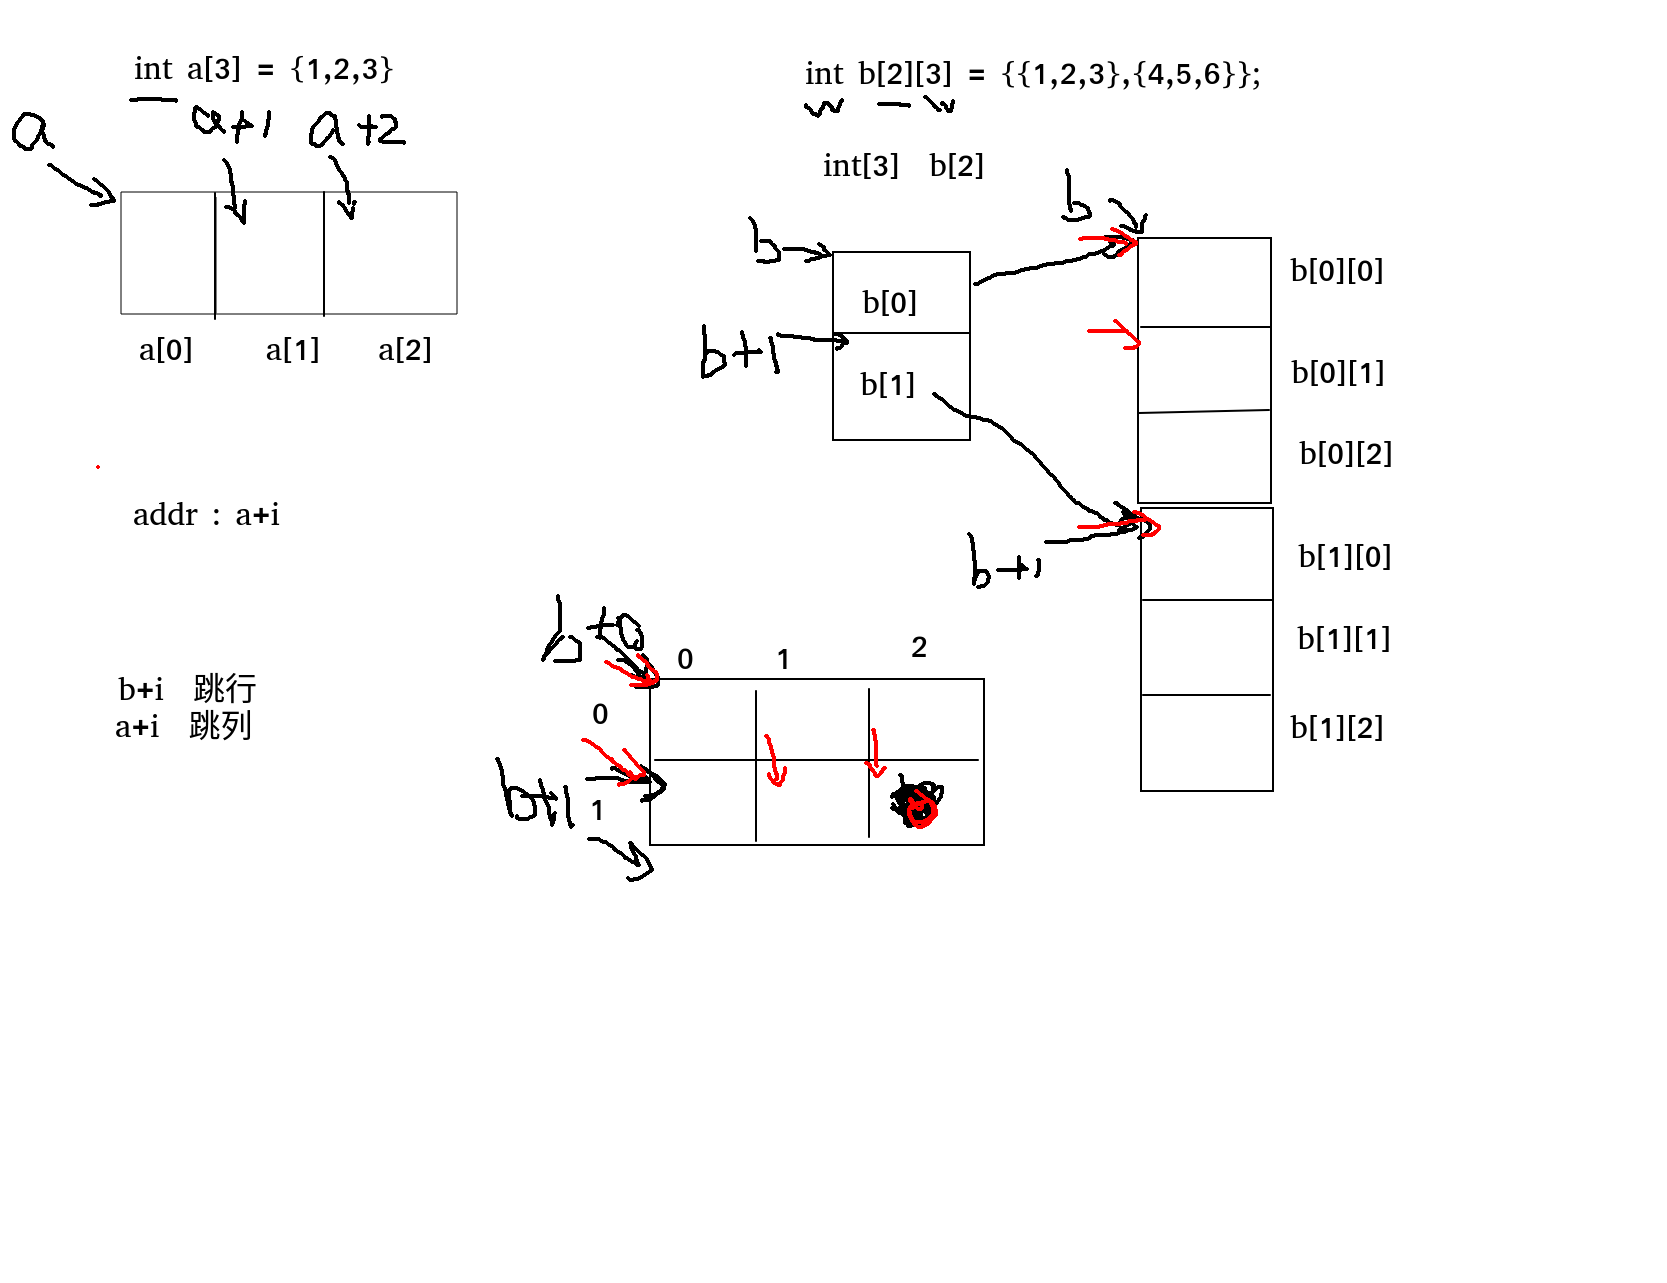 int a[3] = {1,2,3}
a
a+1
a+2
a[0]
a[1]
a[2]
addr : a+i
b+i 跳行
a+i 跳列
int b[2][3] = {{1,2,3},{4,5,6}};
int[3] b[2]
b
b[0]
b+1
b[1]
b
b[0][0]
b[0][1]
b[0][2]
b+1
b[1][0]
b[1][1]
b[1][2]
b+0
0
1
2
0
b+1
1